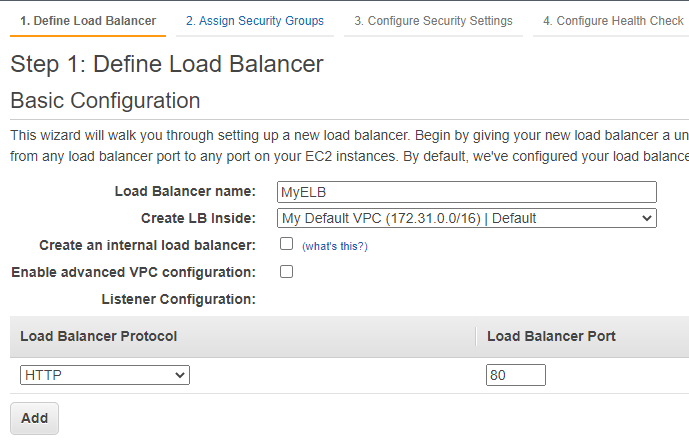 1. Define Load Balancer 2. Assign Security Groups 3. Configure Security Settings 4. Configure Health Check
Step 1: Define Load Balancer
Basic Configuration
This wizard will walk you through setting up a new load balancer. Begin by giving your new load balancer a un
from any load balancer port to any port on your EC2 instances. By default, we've configured your load balance
Load Balancer name: MyELB
Create LB Inside: My Default VPC (172.31.0.0/16) | Default
Create an internal load balancer: (what's this?)
Enable advanced VPC configuration:
Listener Configuration:
Load Balancer Protocol Load Balancer Port
HTTP 80
Add